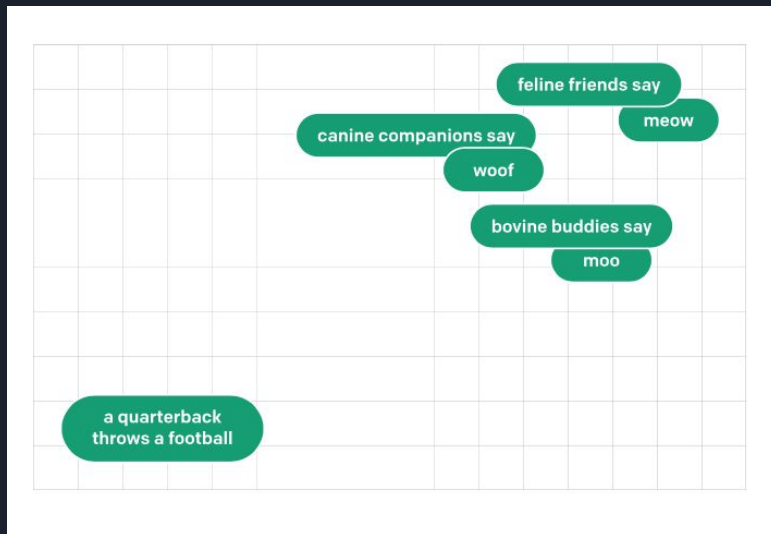 feline friends say
meow
canine companions say
woof
bovine buddies say
moo
a quarterback
throws a football